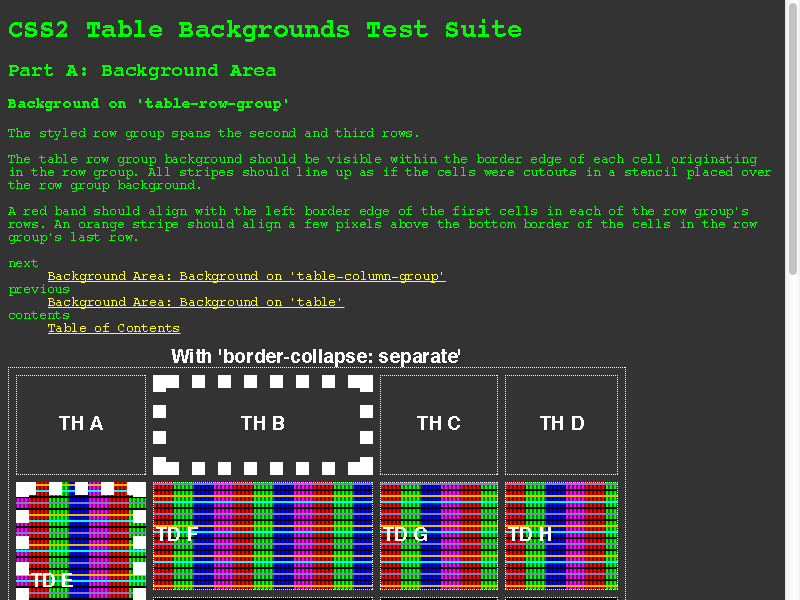 CSS2 Table Backgrounds Test Suite
Part A: Background Area
Background on 'table-row-group'
The styled row group spans the second and third rows.
The table row group background should be visible within the border edge of each cell originating
in the row group. All stripes should line up as if the cells were cutouts in a stencil placed over
the row group background.
A red band should align with the left border edge of the first cells in each of the row group's
rows. An orange stripe should align a few pixels above the bottom border of the cells in the row
group's last row.
next
Background Area: Background on 'table-column-group'
previous
Background Area: Background on 'table'
contents
Table of Contents
With 'border-collapse: separate'
TH A TH B TH C TH D
TD F TD G TD H
TD E